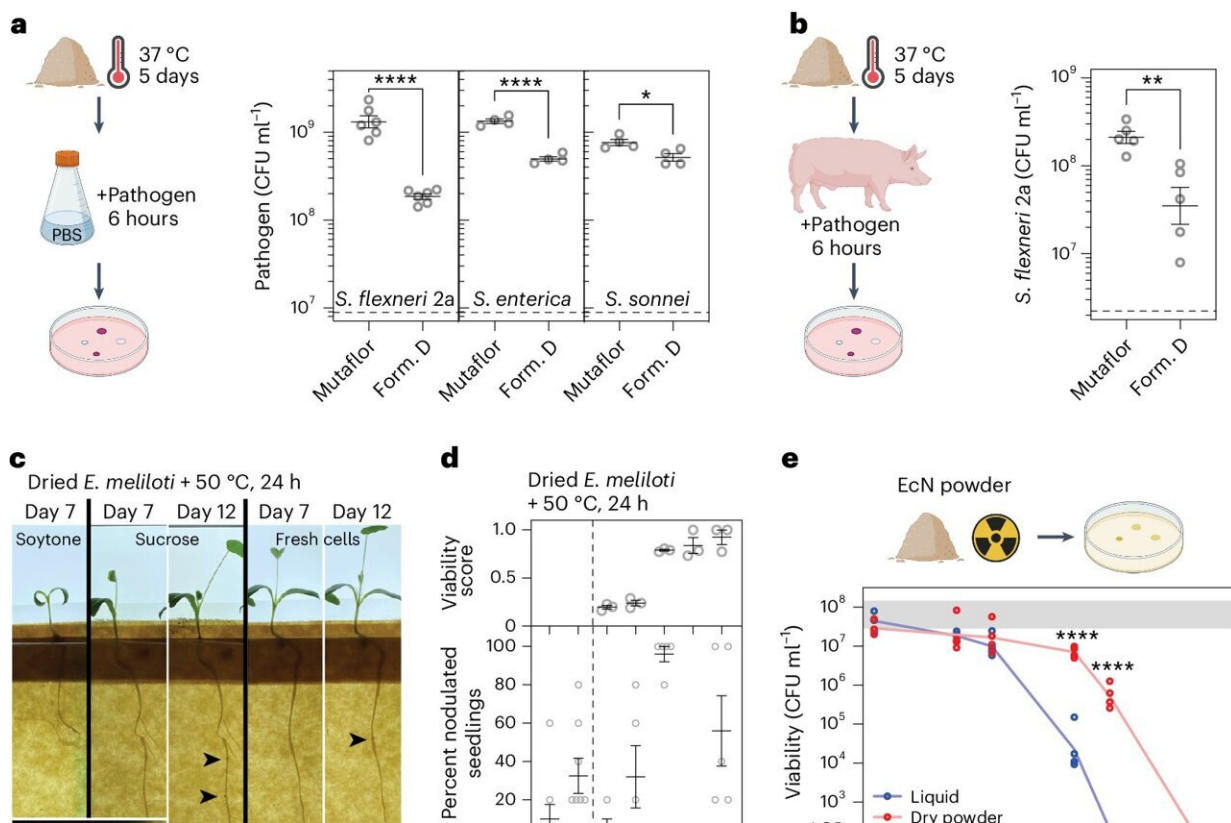 a
37 °C
5 days
+Pathogen
6 hours
PBS
Pathogen (CFU ml⁻¹)
10⁹
10⁸
10⁷
****
****
*
S. flexneri 2a
S. enterica
S. sonnei
Mutaflor
Form. D
Mutaflor
Form. D
Mutaflor
Form. D
b
37 °C
5 days
+Pathogen
6 hours
S. flexneri 2a (CFU ml⁻¹)
10⁹
10⁸
10⁷
**
Mutaflor
Form. D
c
Dried E. meliloti + 50 °C, 24 h
Day 7
Day 7
Day 12
Day 7
Day 12
Soytone
Sucrose
Fresh cells
d
Dried E. meliloti
+ 50 °C, 24 h
Viability
score
1.0
0.5
0
Percent nodulated
seedlings
100
80
60
40
20
e
EcN powder
Viability (CFU ml⁻¹)
10⁸
10⁷
10⁶
10⁵
10⁴
10³
****
****
Liquid
Dry powder